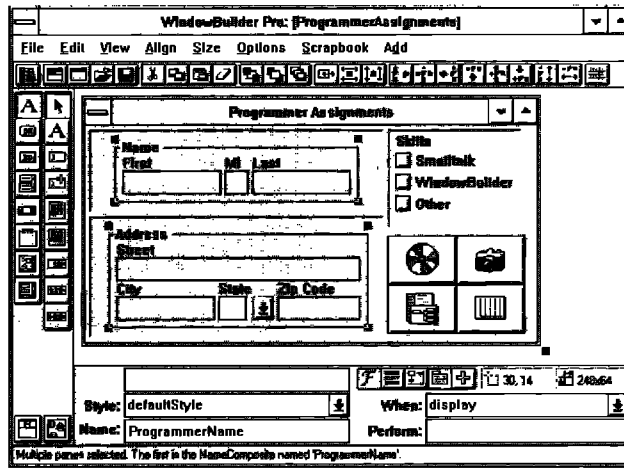 WindowBuilder Pro: [ProgrammerAssignments]
File Edit View Align Size Options Scrapbook Add
Programmer Assignments
Name
First MI Last
Skills
Smalltalk
WindowBuilder
Other
Address
Street
City State Zip Code
30, 14 248x64
Style: defaultStyle When: display
Name: ProgrammerName Perform:
Multiple panes selected. The first is the NameComposite named 'ProgrammerName'.